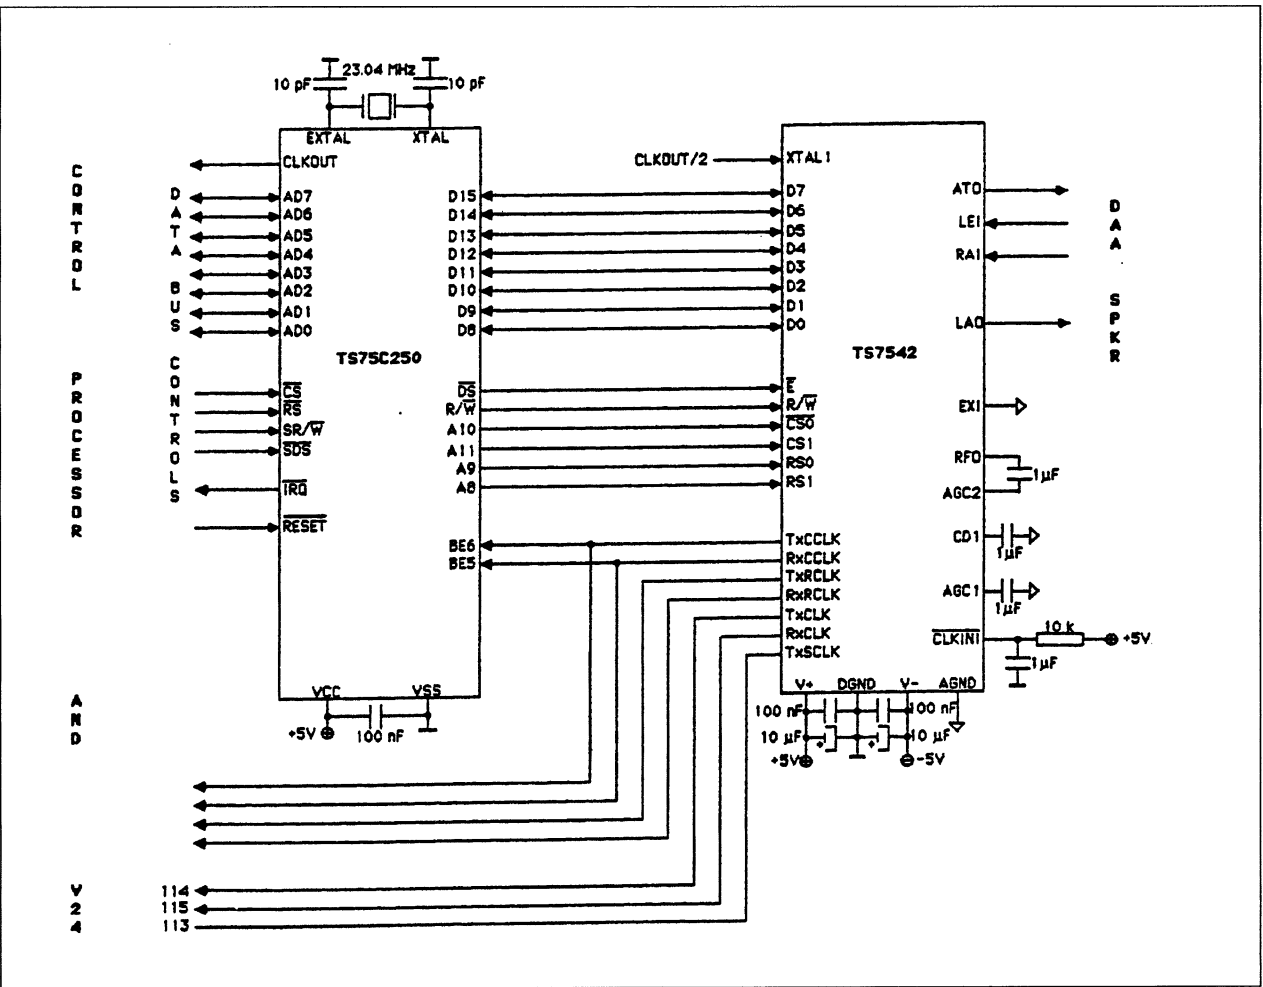 23.04 MHz
10 pF
10 pF
EXTAL
XTAL
CLKOUT
AD7
AD6
AD5
AD4
AD3
AD2
AD1
AD0
TS75C250
CS
RS
SR/W
SDS
IRQ
RESET
D15
D14
D13
D12
D11
D10
D9
D8
DS
R/W
A10
A11
A9
A8
BE6
BE5
VCC
VSS
+5V
100 nF
CLKOUT/2
XTAL1
D7
D6
D5
D4
D3
D2
D1
D0
TS7542
E
R/W
CS0
CS1
RS0
RS1
TxCCLK
RxCCLK
TxRCLK
RxRCLK
TxCLK
RxCLK
TxSCLK
ATO
LEI
RAI
LAO
EXI
RFO
1µF
AGC2
CD1
1µF
AGC1
1µF
CLKINI
10 k
+5V
1µF
V+
DGND
V-
AGND
100 nF
100 nF
10 µF
10 µF
+
+
+5V
-5V
CONTROL
PROCESSOR
AND
V24
DATA BUS
CONTROLS
DAA SPKR
114
115
113